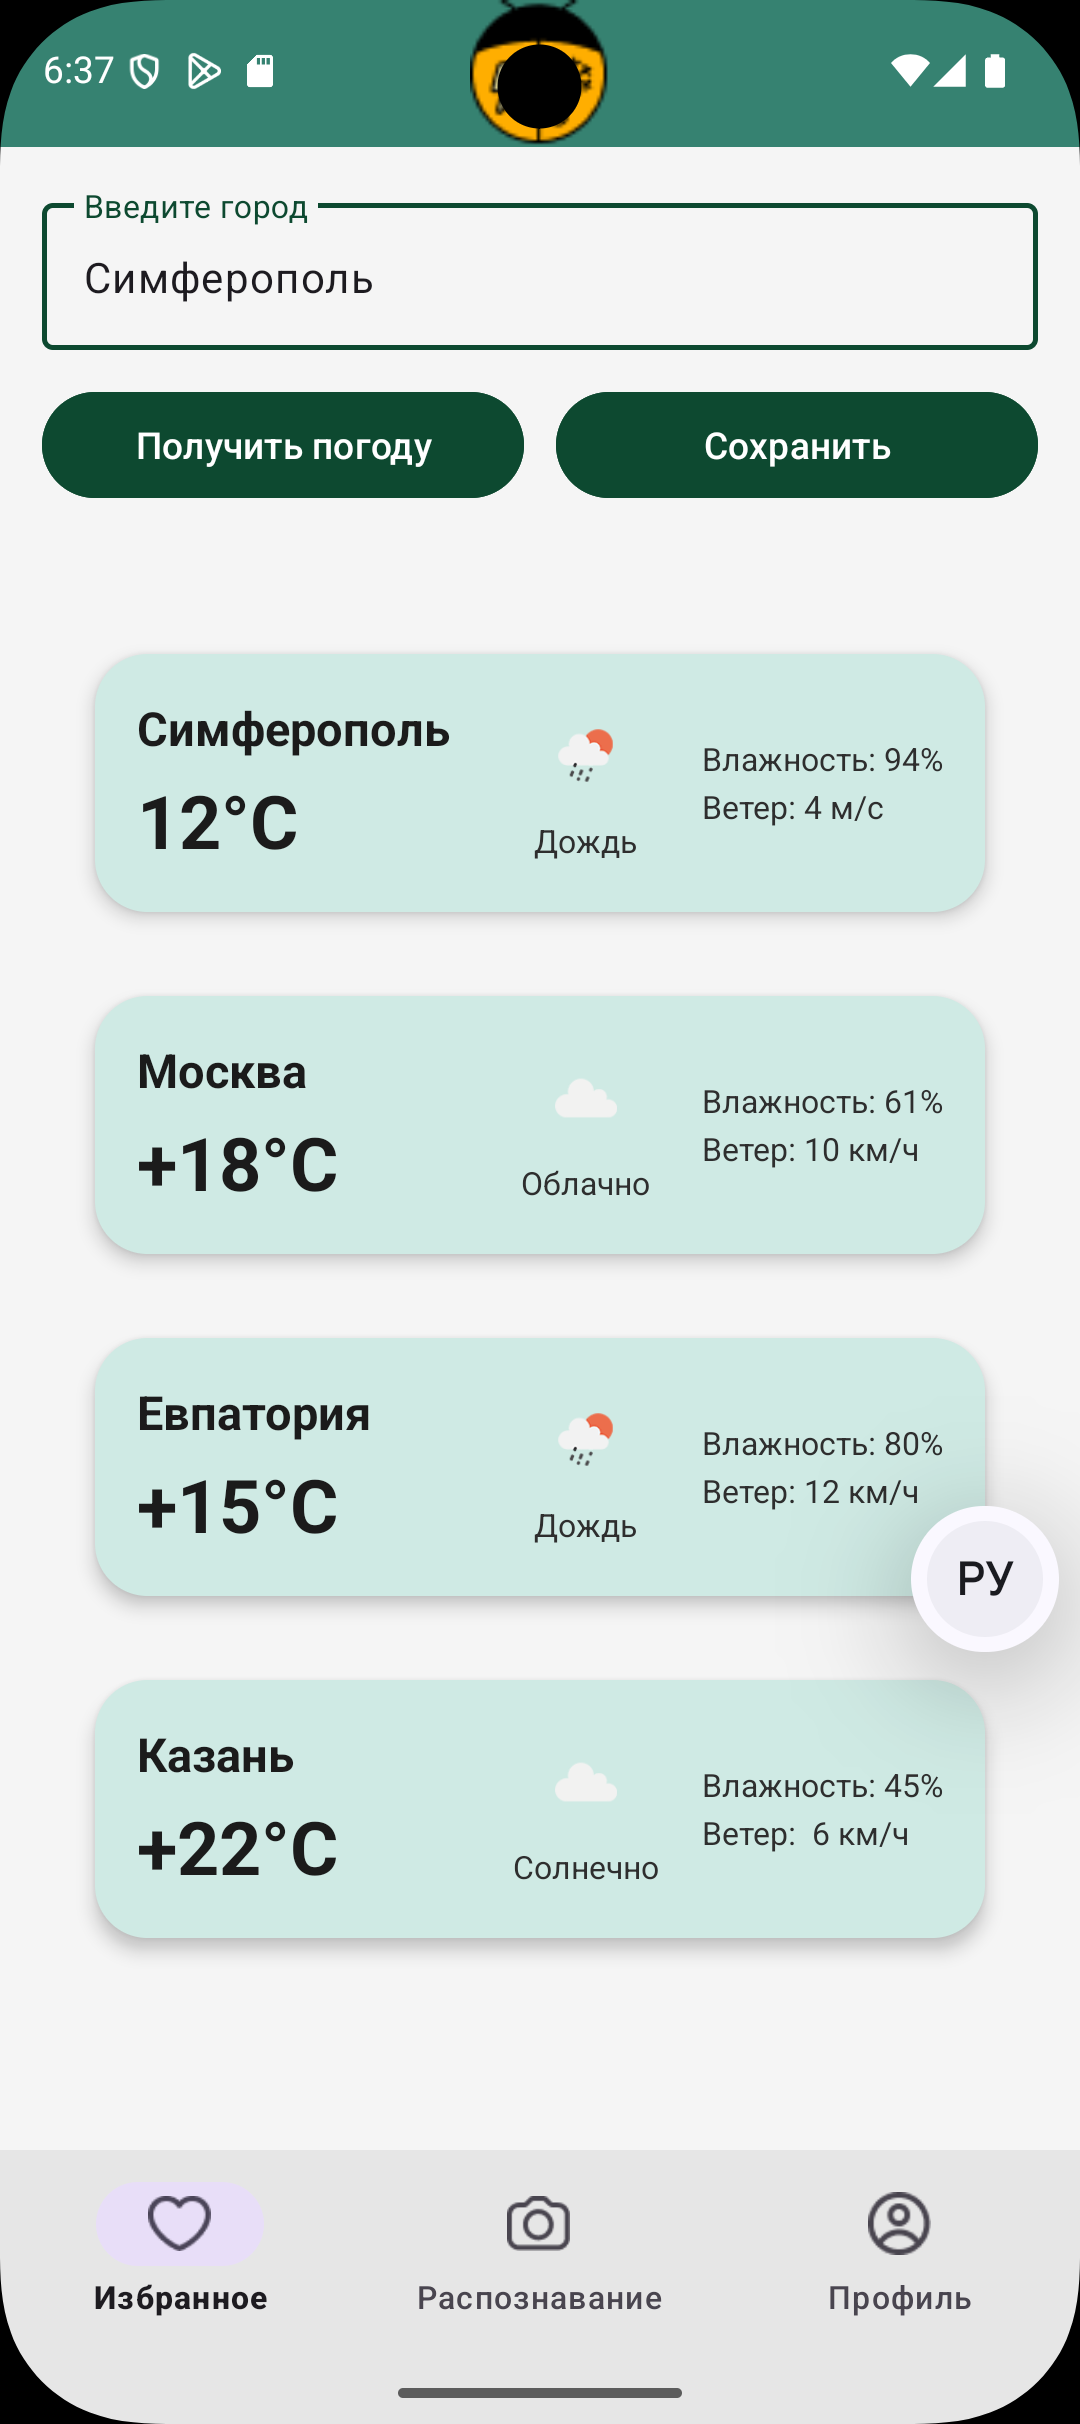 6:37
Введите город
Симферополь
Получить погоду
Сохранить
Симферополь
12°C
Дождь
Влажность: 94%
Ветер: 4 м/с
Москва
+18°C
Облачно
Влажность: 61%
Ветер: 10 км/ч
Евпатория
+15°C
Дождь
Влажность: 80%
Ветер: 12 км/ч
РУ
Казань
+22°C
Солнечно
Влажность: 45%
Ветер:  6 км/ч
Избранное
Распознавание
Профиль